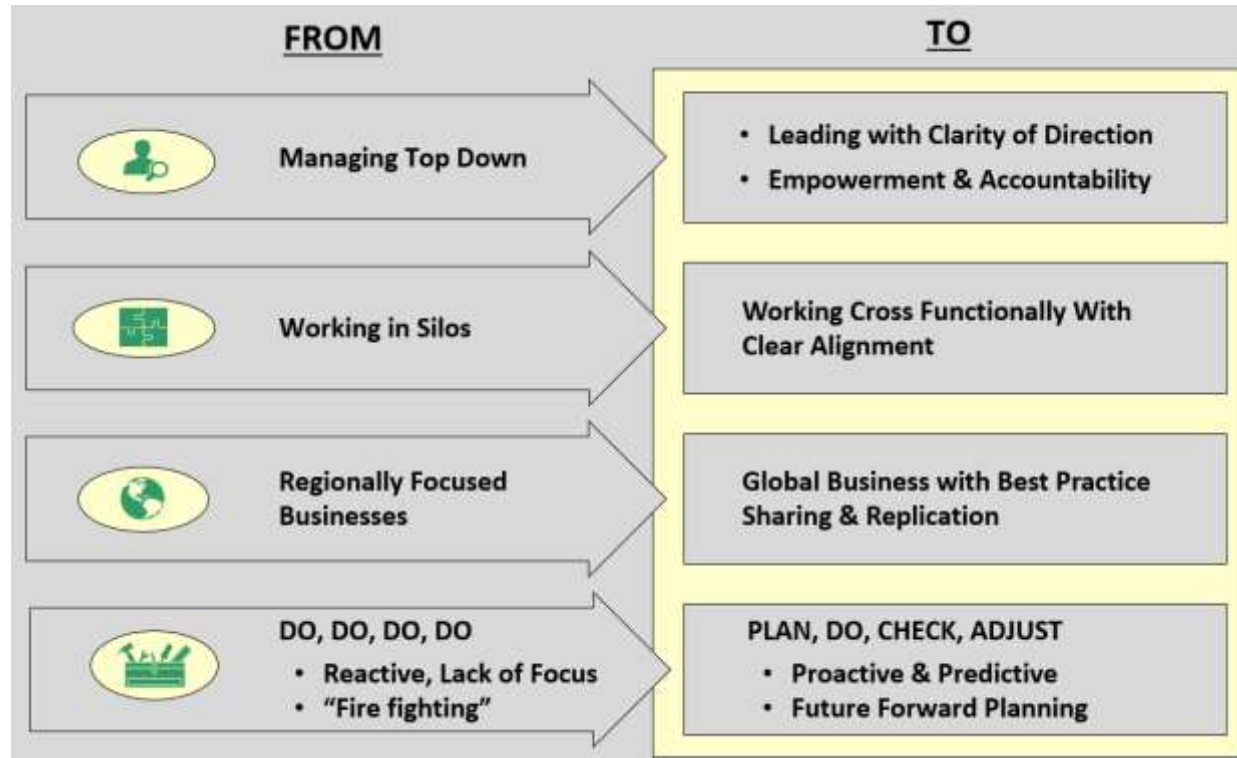 FROM
TO
Managing Top Down
• Leading with Clarity of Direction
• Empowerment & Accountability
Working in Silos
Working Cross Functionally With
Clear Alignment
Regionally Focused
Businesses
Global Business with Best Practice
Sharing & Replication
DO, DO, DO, DO
• Reactive, Lack of Focus
• “Fire fighting”
PLAN, DO, CHECK, ADJUST
• Proactive & Predictive
• Future Forward Planning